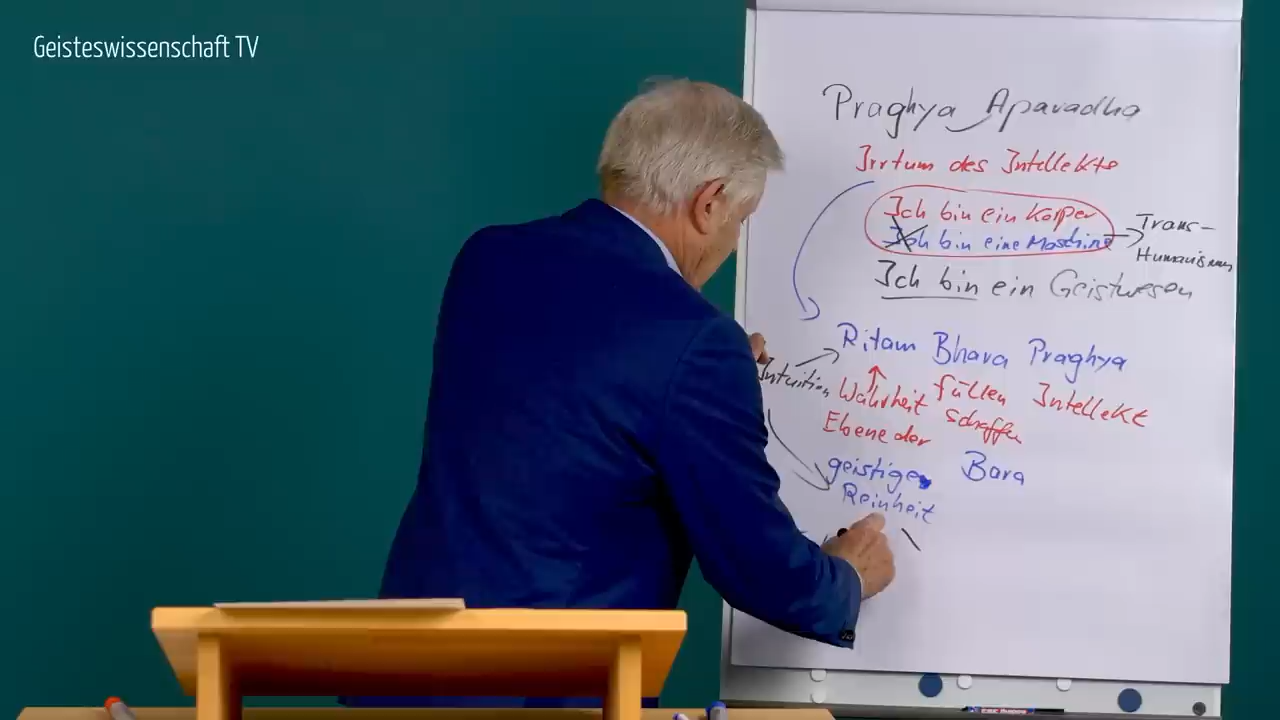 Geisteswissenschaft TV
Praghya Aparadha
Irrtum des Intellekts
Ich bin ein Körper
Ich bin eine Maschine
Trans-
Humanismus
Ich bin ein Geistwesen
Ritam Bhara Praghya
Intuition
Wahrheit füllen Intellekt
Ebene der schaffen
geistigen Bara
Reinheit